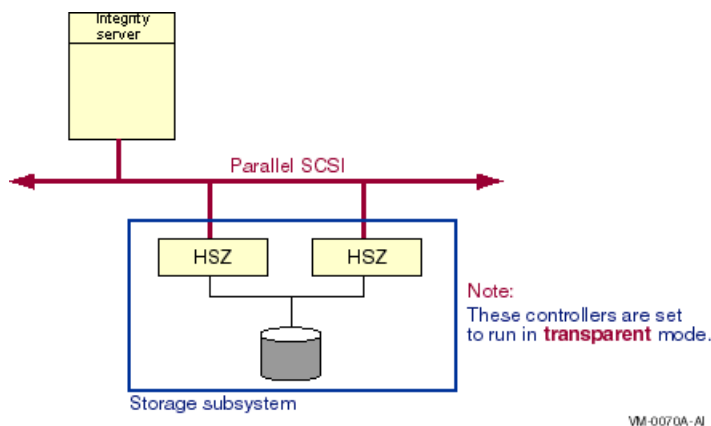 Integrity
server
Parallel SCSI
HSZ
HSZ
Note:
These controllers are set
to run in transparent mode.
Storage subsystem
VM-0070A-AI